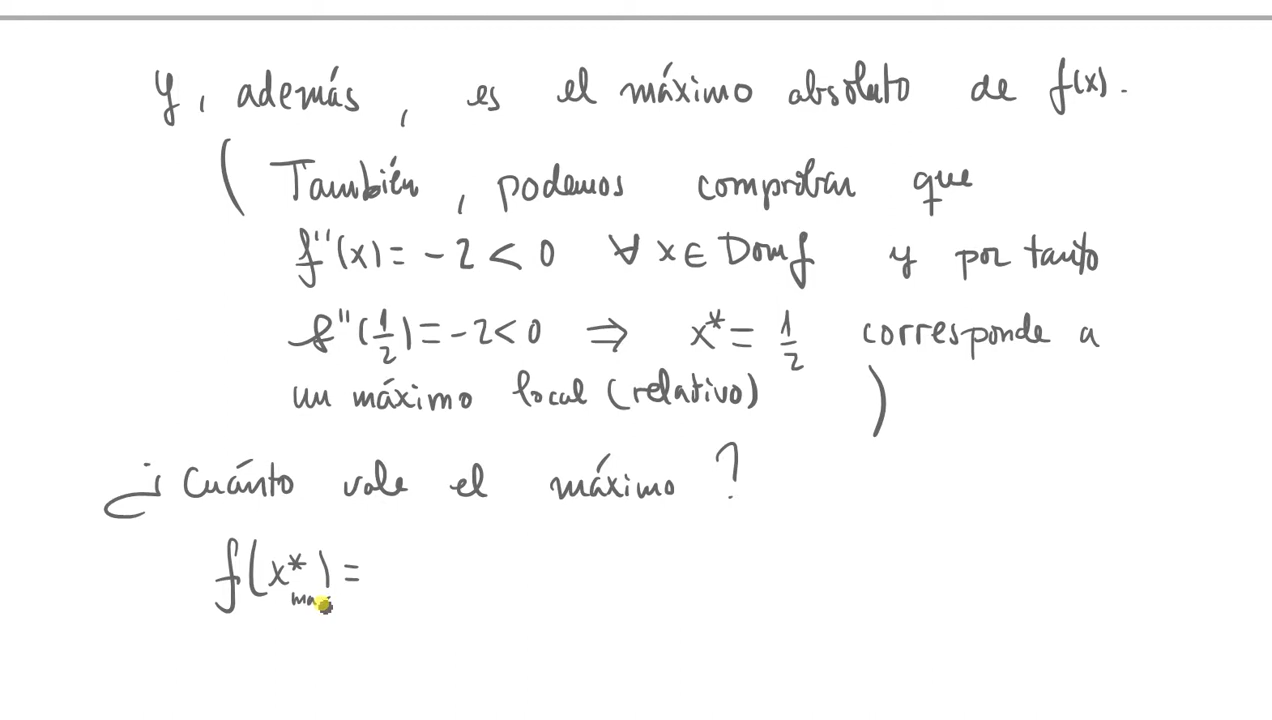 Y, además, es el máximo absoluto de f(x).
( También, podemos comprobar que
f''(x) = -2 < 0 ∀ x ∈ Dom f y por tanto
f''(1/2) = -2 < 0 ⇒ x* = 1/2 corresponde a
un máximo local (relativo) )
¿Cuánto vale el máximo?
f(x*) =